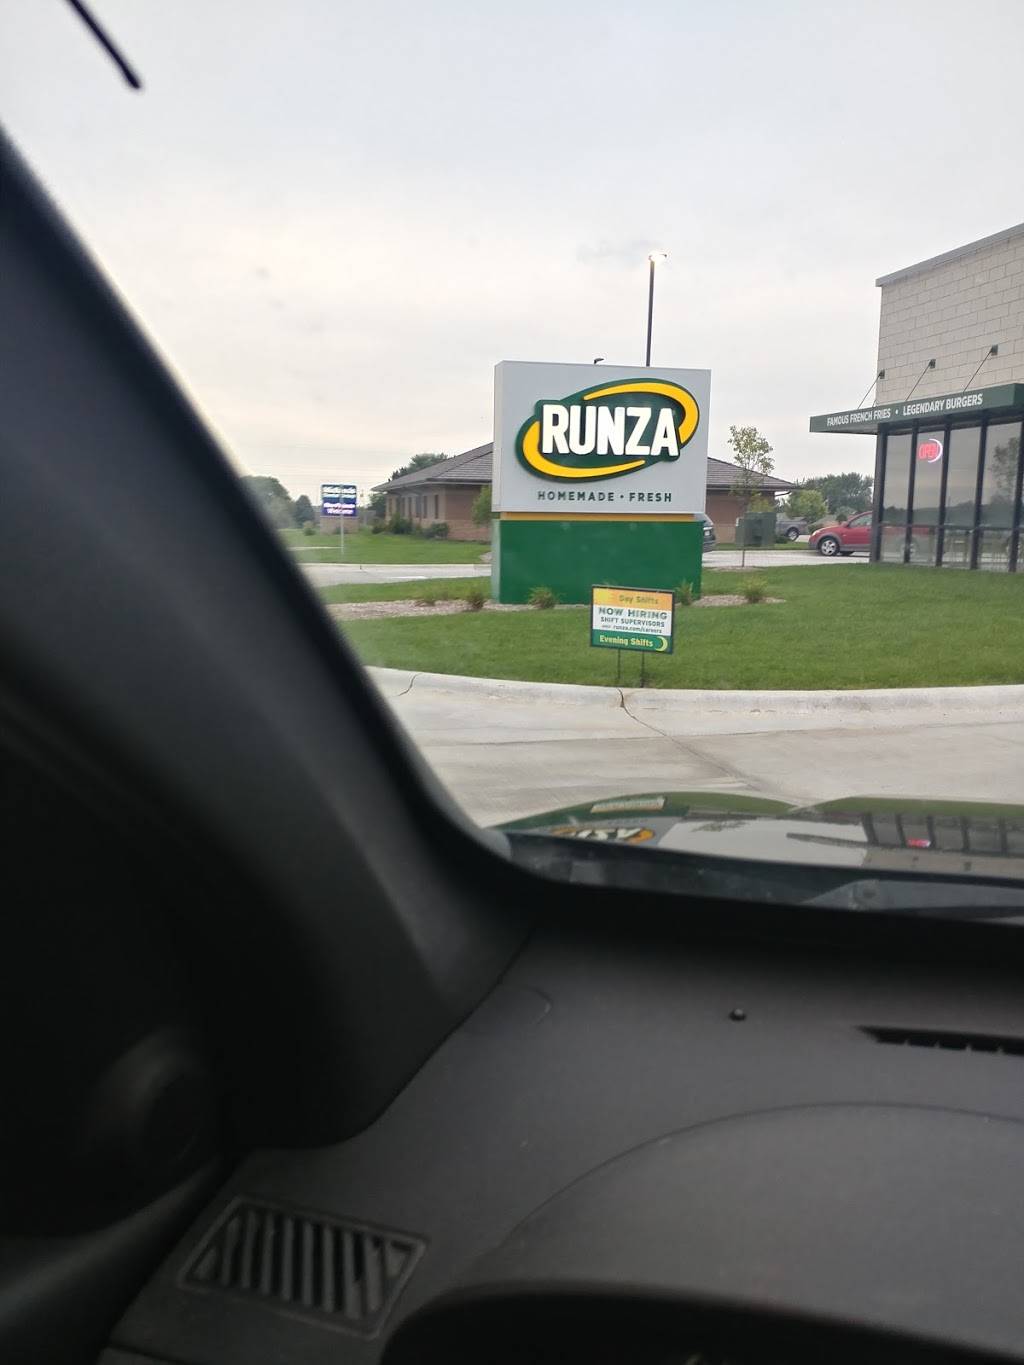 RUNZA
HOMEMADE • FRESH
FAMOUS FRENCH FRIES • LEGENDARY BURGERS
OPEN
Day Shifts
NOW HIRING
SHIFT SUPERVISORS
runza.com/careers
Evening Shifts